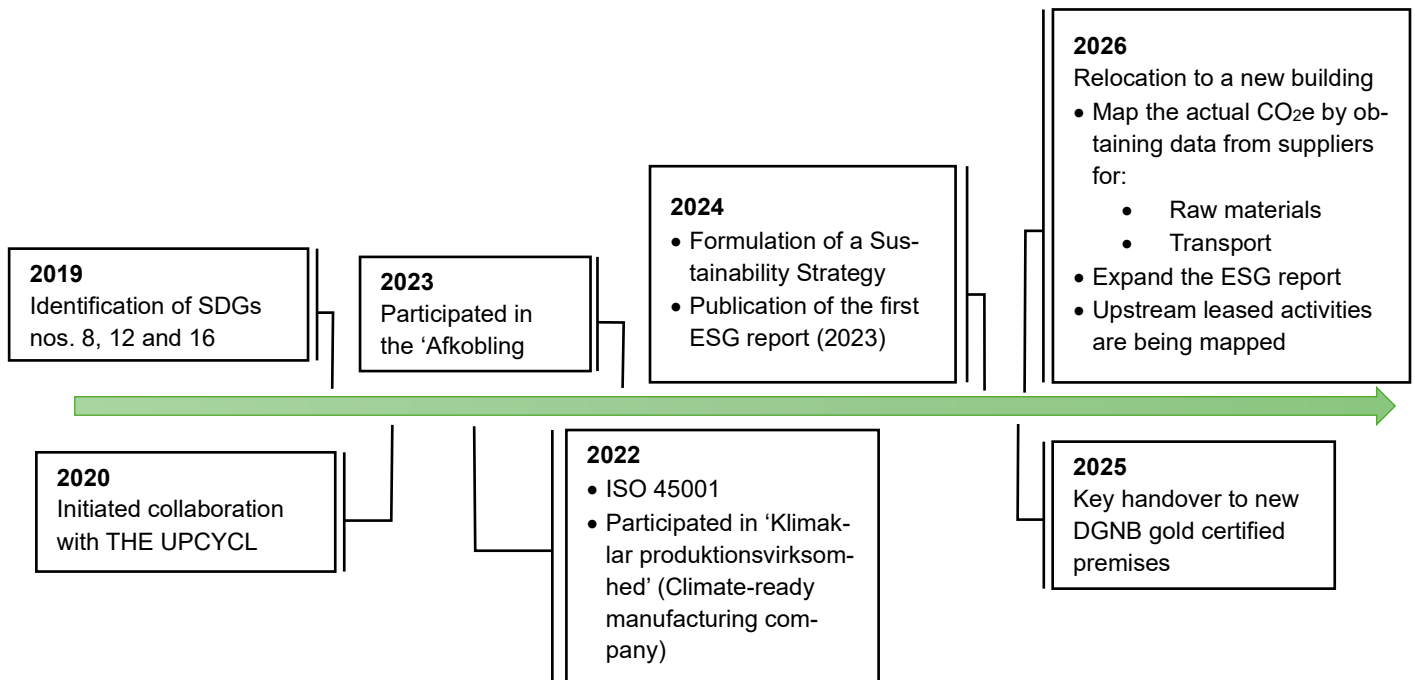 2019
Identification of SDGs
nos. 8, 12 and 16
2020
Initiated collaboration
with THE UPCYCL
2022
• ISO 45001
• Participated in ‘Klimak-
lar produktionsvirksom-
hed’ (Climate-ready
manufacturing com-
pany)
2023
Participated in
the ‘Afkobling
2024
• Formulation of a Sus-
tainability Strategy
• Publication of the first
ESG report (2023)
2025
Key handover to new
DGNB gold certified
premises
2026
Relocation to a new building
• Map the actual CO₂e by ob-
taining data from suppliers
for:
• Raw materials
• Transport
• Expand the ESG report
• Upstream leased activities
are being mapped